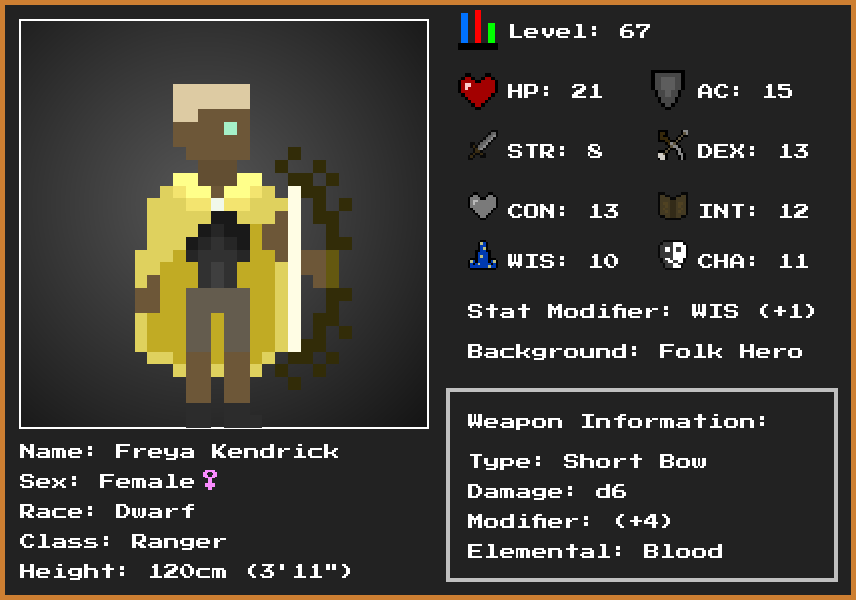 Level: 67
HP: 21
AC: 15
STR: 8
DEX: 13
CON: 13
INT: 12
WIS: 10
CHA: 11
Stat Modifier: WIS (+1)
Background: Folk Hero
Name: Freya Kendrick
Sex: Female♀
Race: Dwarf
Class: Ranger
Height: 120cm (3'11")
Weapon Information:
Type: Short Bow
Damage: d6
Modifier: (+4)
Elemental: Blood